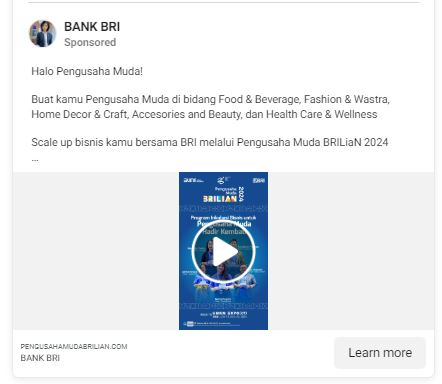 BANK BRI
Sponsored
Halo Pengusaha Muda!
Buat kamu Pengusaha Muda di bidang Food & Beverage, Fashion & Wastra,
Home Decor & Craft, Accesories and Beauty, dan Health Care & Wellness
Scale up bisnis kamu bersama BRI melalui Pengusaha Muda BRILiaN 2024
...
Pengusaha
Muda
BRILIAN
2024
Program Inkubasi Bisnis untuk
Pengusaha Muda
Hadir Kembali
PENGUSAHAMUDABRILIAN.COM
BANK BRI
Learn more